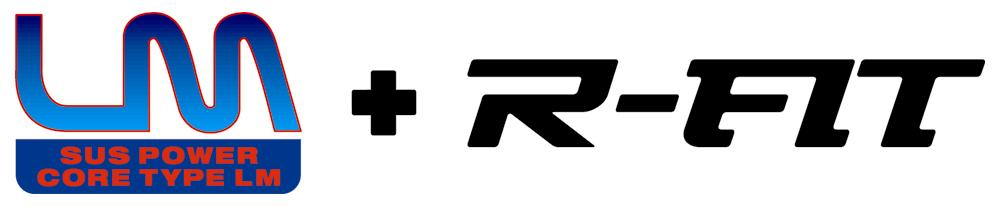 LM
SUS POWER
CORE TYPE LM
+
R-FIT